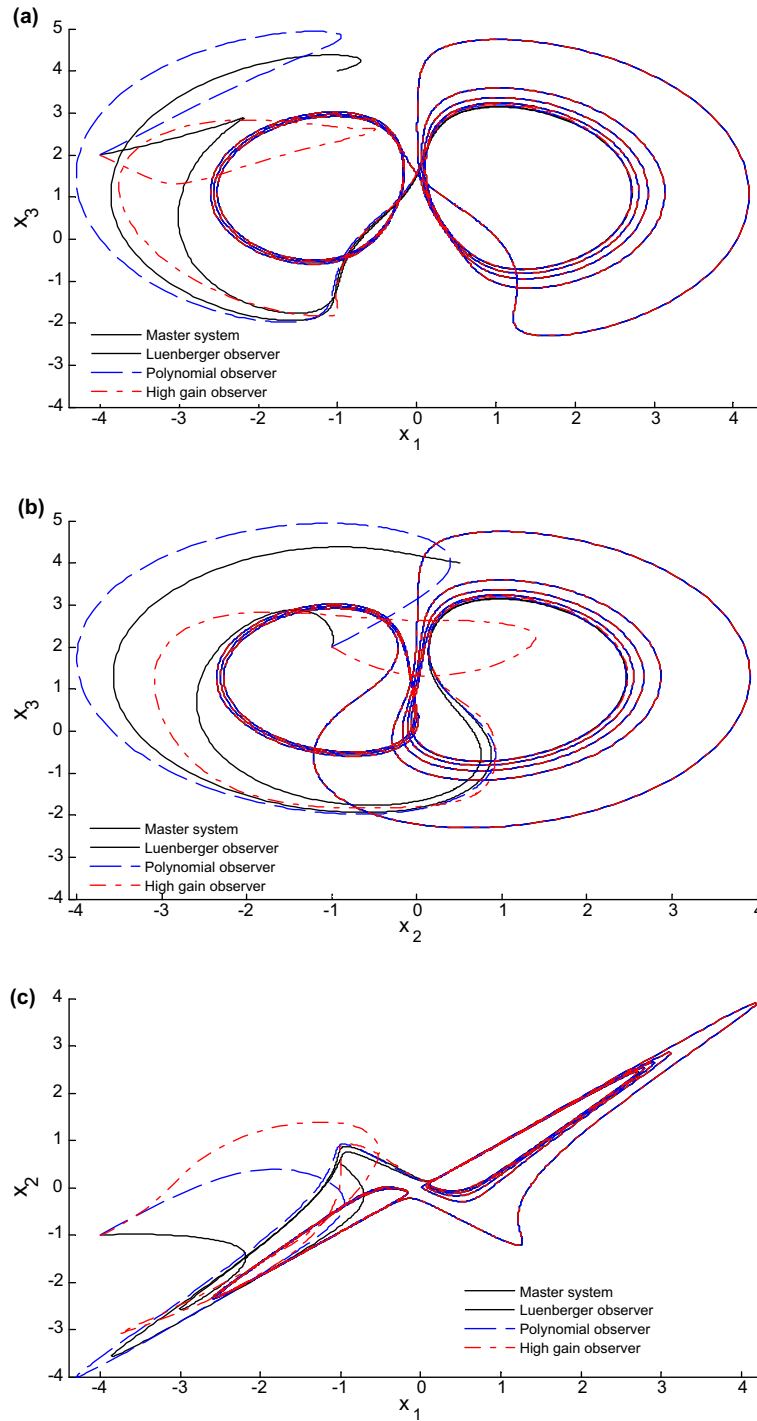 (a)
5
4
3
2
1
0
-1
-2
-3
-4
x3
-4 -3 -2 -1 0 1 2 3 4
x1
Master system
Luenberger observer
Polynomial observer
High gain observer
(b)
5
4
3
2
1
0
-1
-2
-3
-4
x3
-4 -3 -2 -1 0 1 2 3 4
x2
Master system
Luenberger observer
Polynomial observer
High gain observer
(c)
4
3
2
1
0
-1
-2
-3
-4
x2
-4 -3 -2 -1 0 1 2 3 4
x1
Master system
Luenberger observer
Polynomial observer
High gain observer